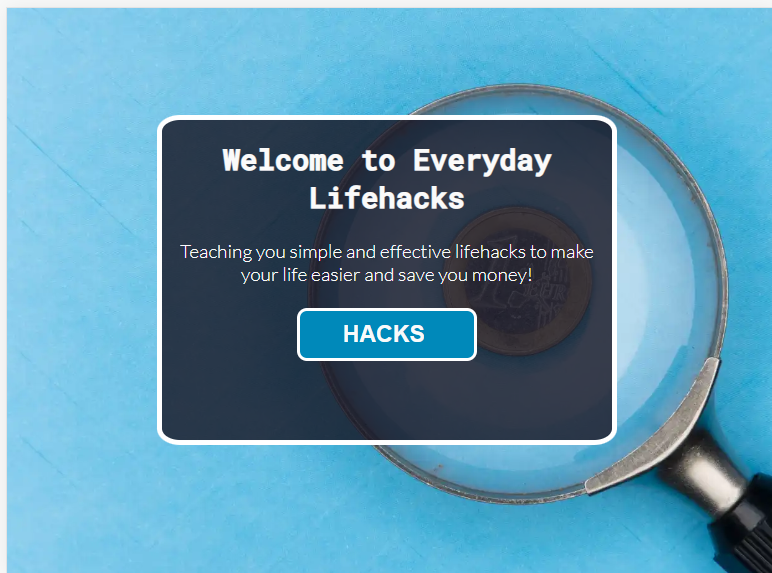 Welcome to Everyday
Lifehacks
Teaching you simple and effective lifehacks to make
your life easier and save you money!
HACKS